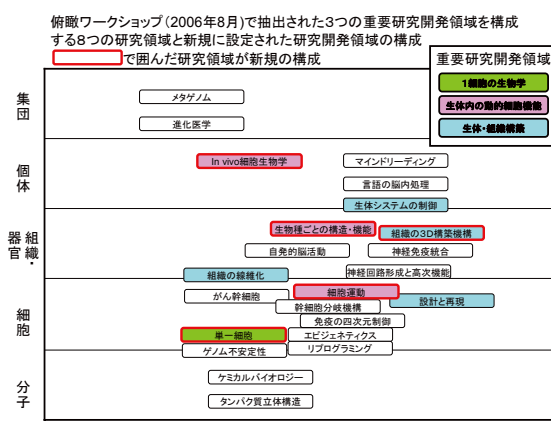 俯瞰ワークショップ(2006年8月)で抽出された3つの重要研究開発領域を構成
する8つの研究領域と新規に設定された研究開発領域の構成
で囲んだ研究領域が新規の構成
重要研究開発領域
1細胞の生物学
生体内の動的細胞機能
生体・組織構築
集団
メタゲノム
進化医学
個体
In vivo細胞生物学
マインドリーディング
言語の脳内処理
生体システムの制御
組織・
器官
生物種ごとの構造・機能
組織の3D構築機構
自発的脳活動
神経免疫統合
組織の線維化
神経回路形成と高次機能
細胞
がん幹細胞
細胞運動
設計と再現
幹細胞分岐機構
免疫の四次元制御
単一細胞
エピジェネティクス
ゲノム不安定性
リプログラミング
分子
ケミカルバイオロジー
タンパク質立体構造